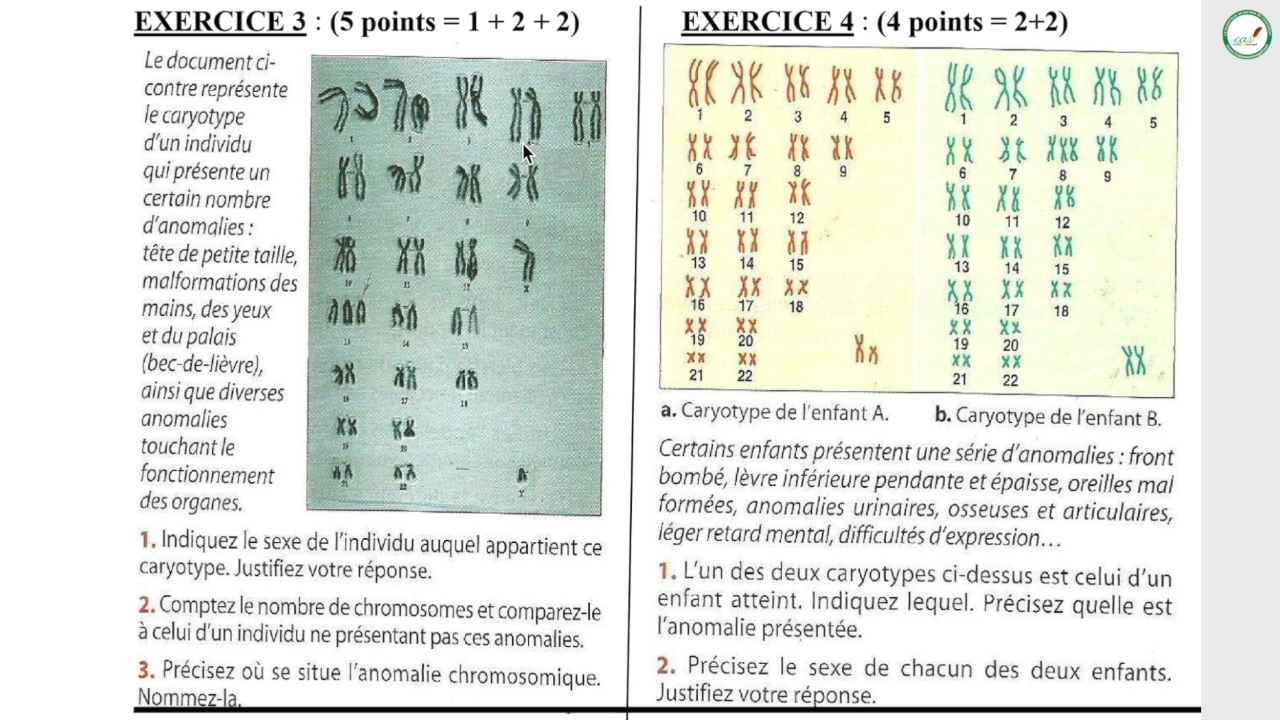 EXERCICE 3 : (5 points = 1 + 2 + 2)
Le document ci-
contre représente
le caryotype
d'un individu
qui présente un
certain nombre
d'anomalies :
tête de petite taille,
malformations des
mains, des yeux
et du palais
(bec-de-lièvre),
ainsi que diverses
anomalies
touchant le
fonctionnement
des organes.
1. Indiquez le sexe de l'individu auquel appartient ce
caryotype. Justifiez votre réponse.
2. Comptez le nombre de chromosomes et comparez-le
à celui d'un individu ne présentant pas ces anomalies.
3. Précisez où se situe l'anomalie chromosomique.
Nommez-la.
EXERCICE 4 : (4 points = 2+2)
1 2 3 4 5
6 7 8 9
10 11 12
13 14 15
16 17 18
19 20
21 22
1 2 3 4 5
6 7 8 9
10 11 12
13 14 15
16 17 18
19 20
21 22
a. Caryotype de l'enfant A.
b. Caryotype de l'enfant B.
Certains enfants présentent une série d'anomalies : front
bombé, lèvre inférieure pendante et épaisse, oreilles mal
formées, anomalies urinaires, osseuses et articulaires,
léger retard mental, difficultés d'expression...
1. L'un des deux caryotypes ci-dessus est celui d'un
enfant atteint. Indiquez lequel. Précisez quelle est
l'anomalie présentée.
2. Précisez le sexe de chacun des deux enfants.
Justifiez votre réponse.